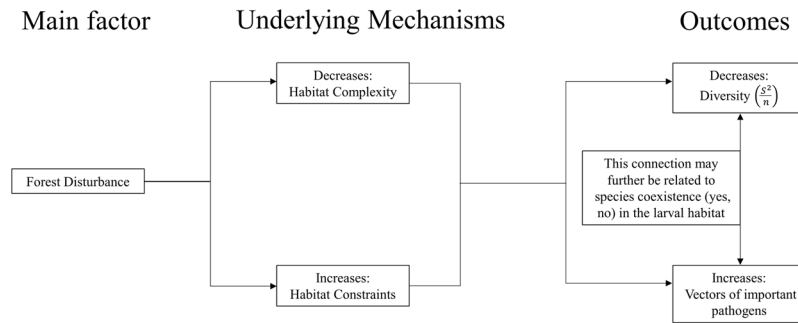 Main factor
Underlying Mechanisms
Outcomes
Decreases:
Habitat Complexity
Decreases:
Diversity (S²/n)
Forest Disturbance
This connection may
further be related to
species coexistence (yes,
no) in the larval habitat
Increases:
Habitat Constraints
Increases:
Vectors of important
pathogens